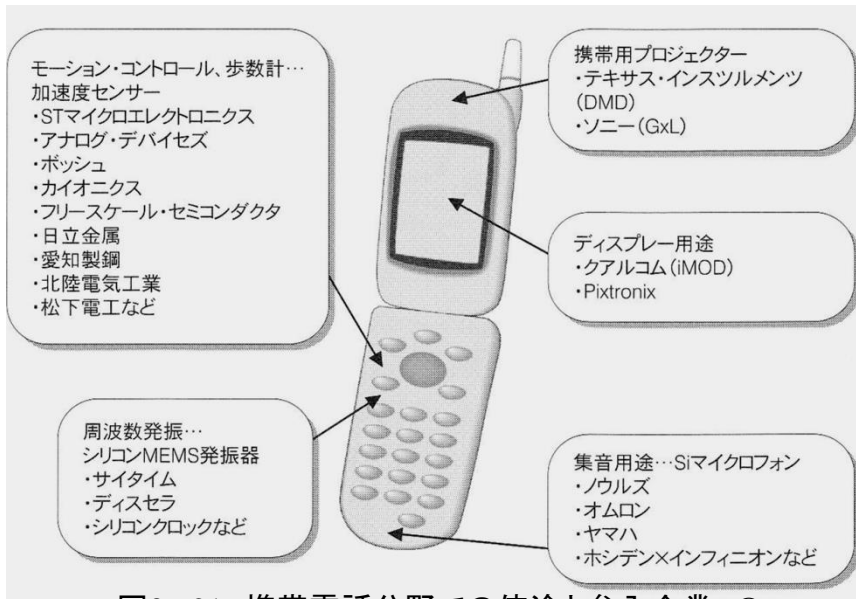 モーション・コントロール、歩数計…
加速度センサー
・STマイクロエレクトロニクス
・アナログ・デバイセズ
・ボッシュ
・カイオニクス
・フリースケール・セミコンダクタ
・日立金属
・愛知製鋼
・北陸電気工業
・松下電工など
携帯用プロジェクター
・テキサス・インスツルメンツ
(DMD)
・ソニー(GxL)
ディスプレー用途
・クアルコム(iMOD)
・Pixtronix
周波数発振…
シリコンMEMS発振器
・サイタイム
・ディスセラ
・シリコンクロックなど
集音用途…Siマイクロフォン
・ノウルズ
・オムロン
・ヤマハ
・ホシデン×インフィニオンなど